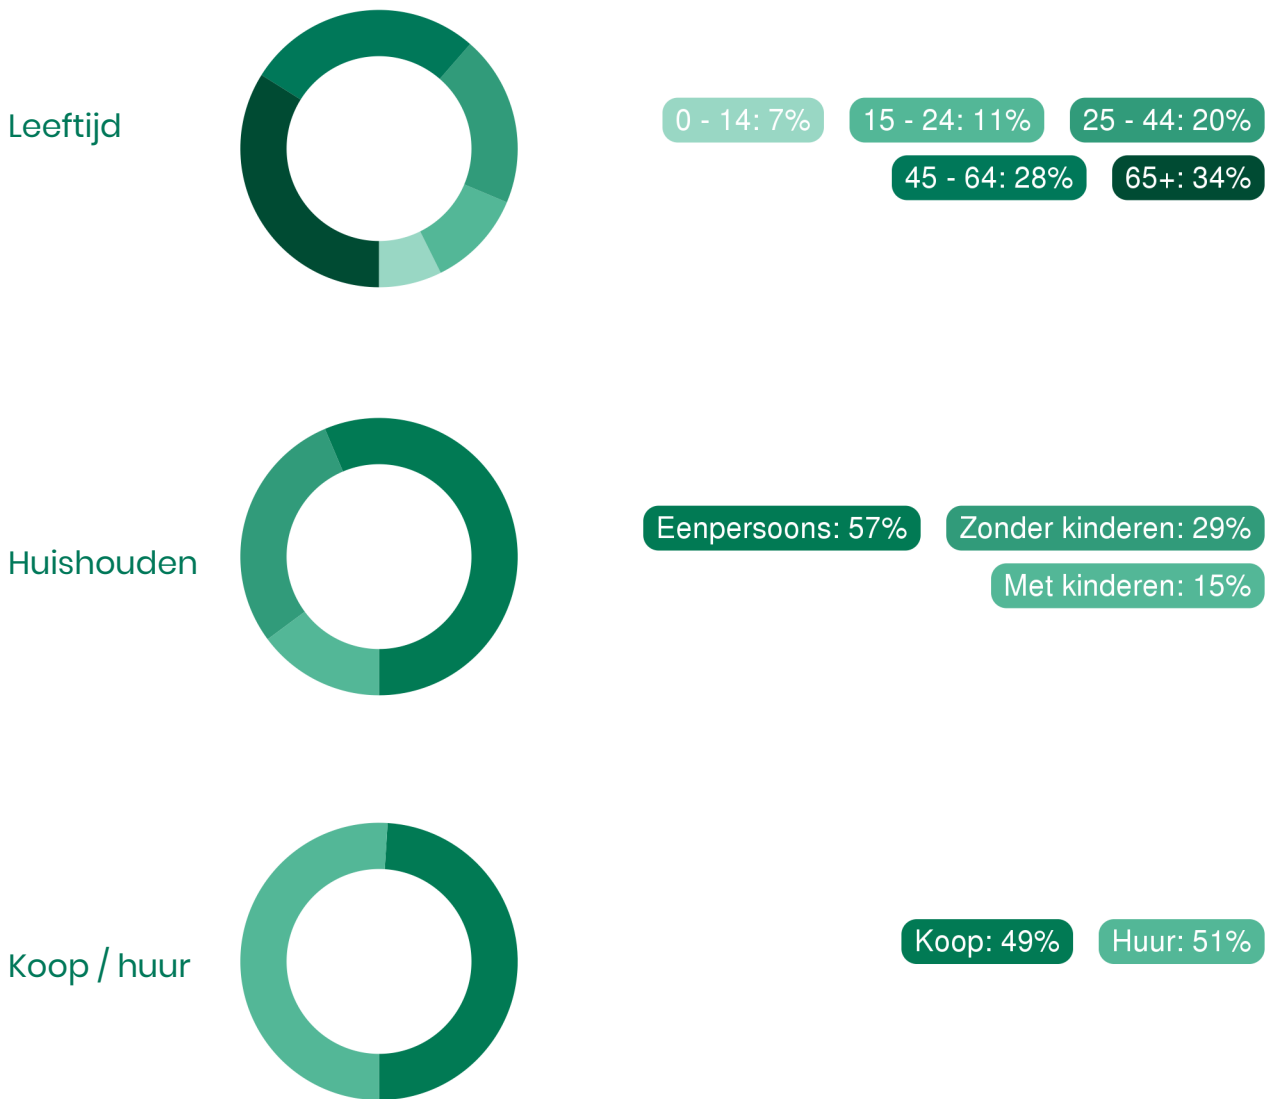 Leeftijd
0 - 14: 7%
15 - 24: 11%
25 - 44: 20%
45 - 64: 28%
65+: 34%
Huishouden
Eenpersoons: 57%
Zonder kinderen: 29%
Met kinderen: 15%
Koop / huur
Koop: 49%
Huur: 51%